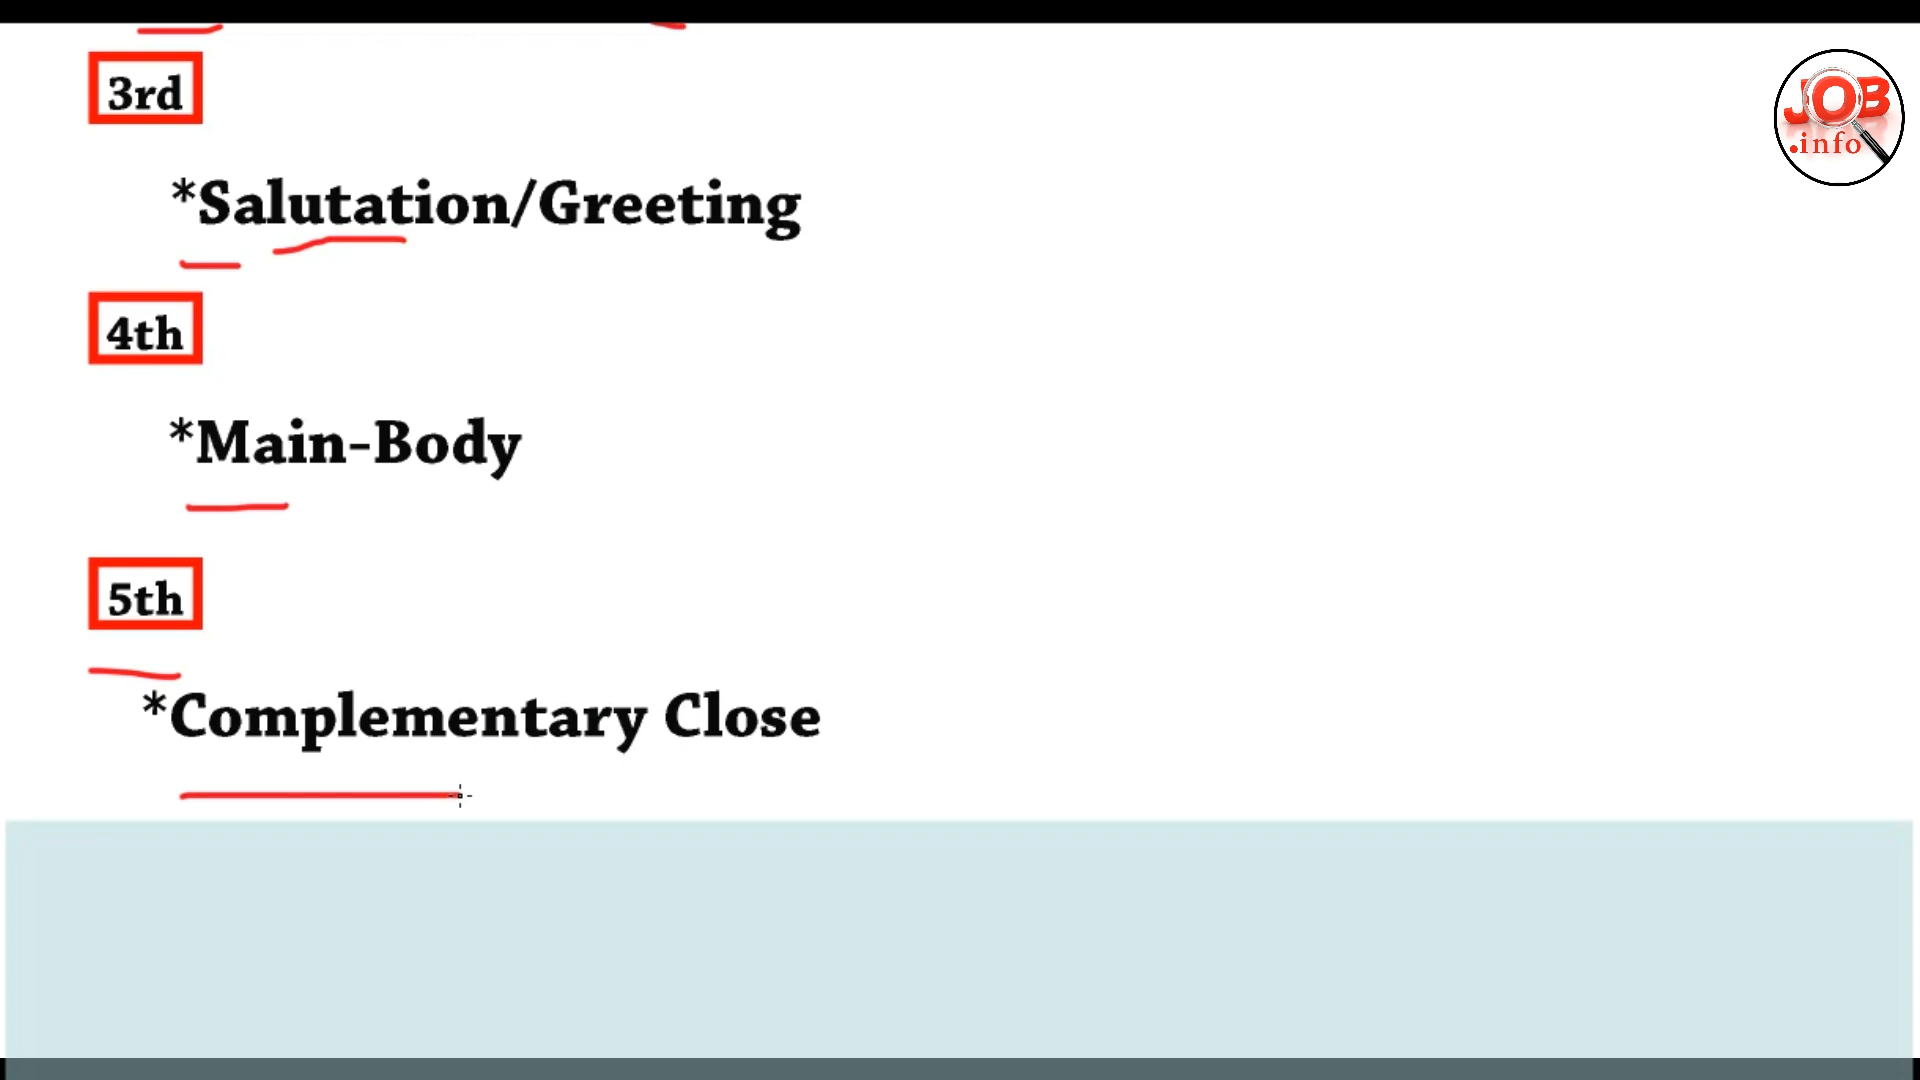 3rd
JOB
.info
*Salutation/Greeting
4th
*Main-Body
5th
*Complementary Close